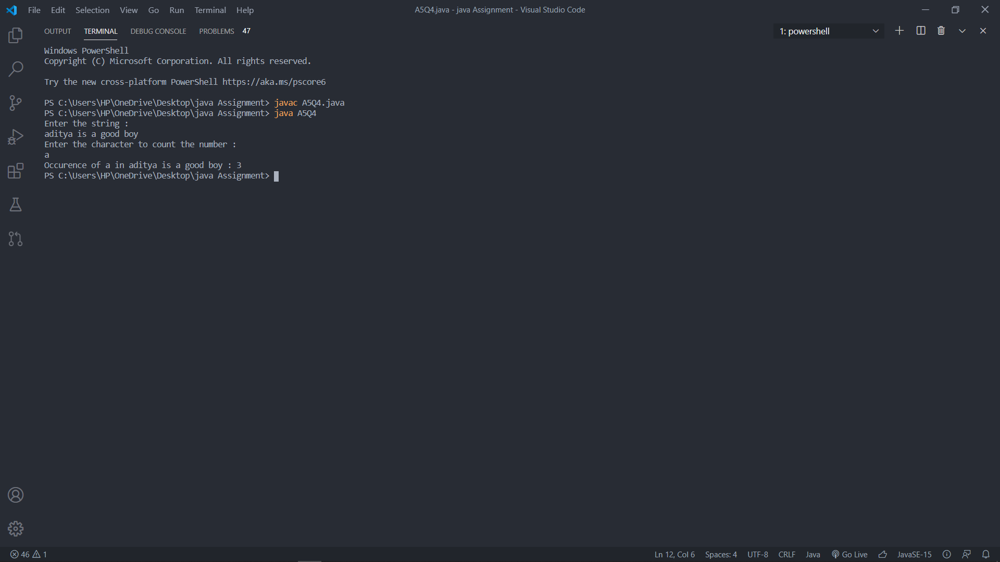 File Edit Selection View Go Run Terminal Help
A5Q4.java - java Assignment - Visual Studio Code
OUTPUT TERMINAL DEBUG CONSOLE PROBLEMS 47
1: powershell
Windows PowerShell
Copyright (C) Microsoft Corporation. All rights reserved.
Try the new cross-platform PowerShell https://aka.ms/pscore6
PS C:\Users\HP\OneDrive\Desktop\java Assignment> javac A5Q4.java
PS C:\Users\HP\OneDrive\Desktop\java Assignment> java A5Q4
Enter the string :
aditya is a good boy
Enter the character to count the number :
a
Occurence of a in aditya is a good boy : 3
PS C:\Users\HP\OneDrive\Desktop\java Assignment>
46 1
Ln 12, Col 6 Spaces: 4 UTF-8 CRLF Java Go Live JavaSE-15